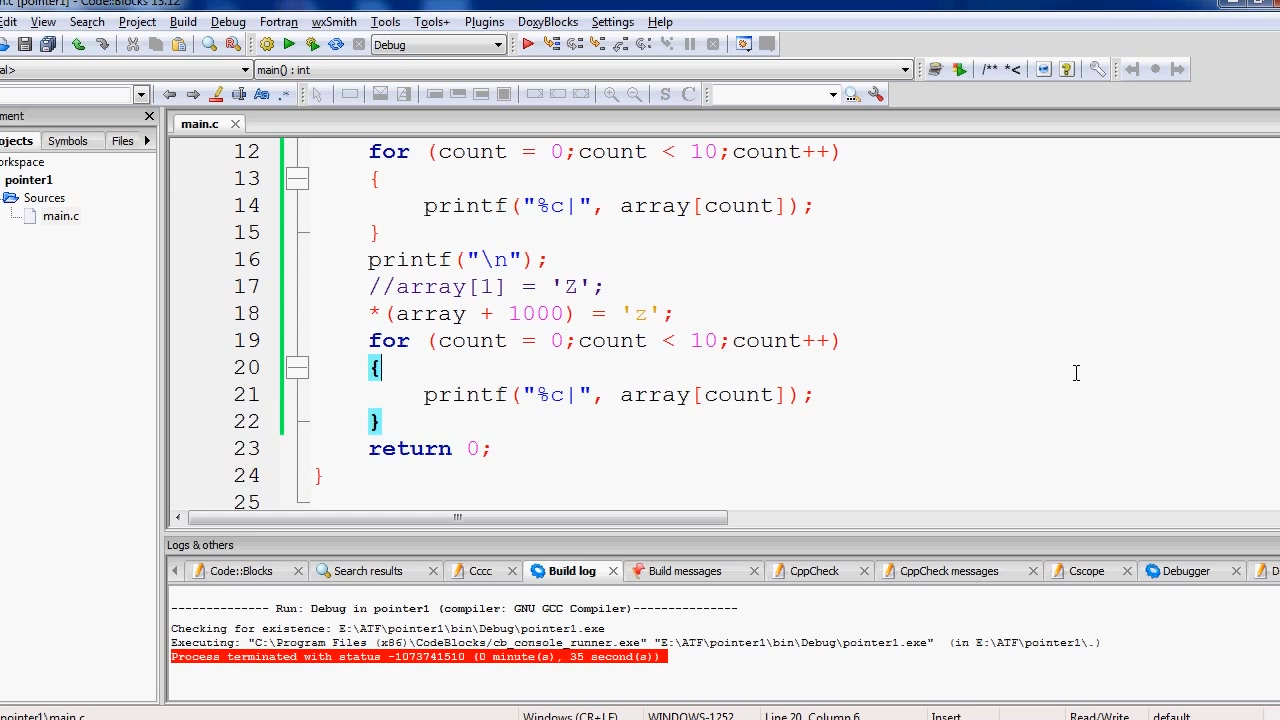 n.c [pointer1] - Code::Blocks 13.12
Edit View Search Project Build Debug Fortran wxSmith Tools Tools+ Plugins DoxyBlocks Settings Help
Debug
al> main() : int
/** *<
S C
ment
main.c
ojects Symbols Files
orkspace
pointer1
Sources
main.c
12 for (count = 0;count < 10;count++)
13 {
14 printf("%c|", array[count]);
15 }
16 printf("\n");
17 //array[1] = 'Z';
18 *(array + 1000) = 'z';
19 for (count = 0;count < 10;count++)
20 {
21 printf("%c|", array[count]);
22 }
23 return 0;
24 }
25
Logs & others
Code::Blocks Search results Cccc Build log Build messages CppCheck CppCheck messages Cscope Debugger D
-------------- Run: Debug in pointer1 (compiler: GNU GCC Compiler)---------------
Checking for existence: E:\ATF\pointer1\bin\Debug\pointer1.exe
Executing: "C:\Program Files (x86)\CodeBlocks/cb_console_runner.exe" "E:\ATF\pointer1\bin\Debug\pointer1.exe" (in E:\ATF\pointer1\.)
Process terminated with status -1073741510 (0 minute(s), 35 second(s))
pointer1\main.c Windows (CR+LF) WINDOWS-1252 Line 20, Column 6 Insert Read/Write default